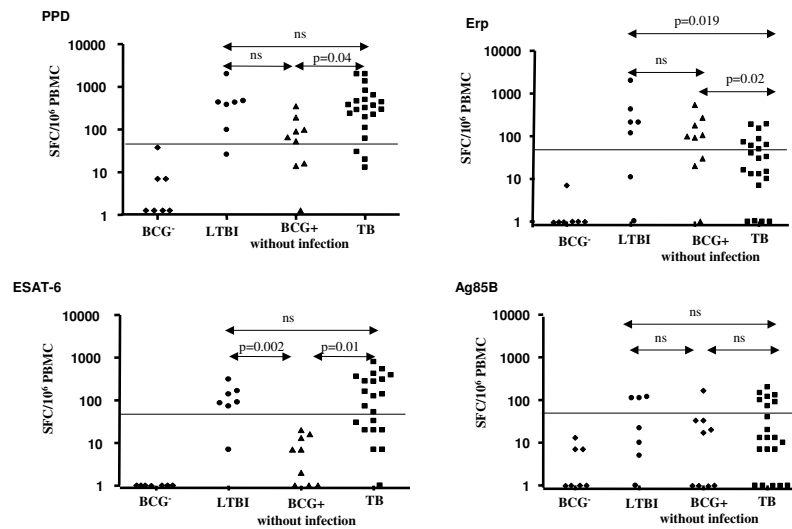 PPD
ns
ns
p=0.04
SFC/10⁶ PBMC
10000
1000
100
10
1
BCG⁻
LTBI
BCG+
without infection
TB
Erp
p=0.019
ns
p=0.02
SFC/10⁶ PBMC
10000
1000
100
10
1
BCG⁻
LTBI
BCG+
without infection
TB
ESAT-6
ns
p=0.002
p=0.01
SFC/10⁶ PBMC
10000
1000
100
10
1
BCG⁻
LTBI
BCG+
without infection
TB
Ag85B
ns
ns
ns
SFC/10⁶ PBMC
10000
1000
100
10
1
BCG⁻
LTBI
BCG+
without infection
TB